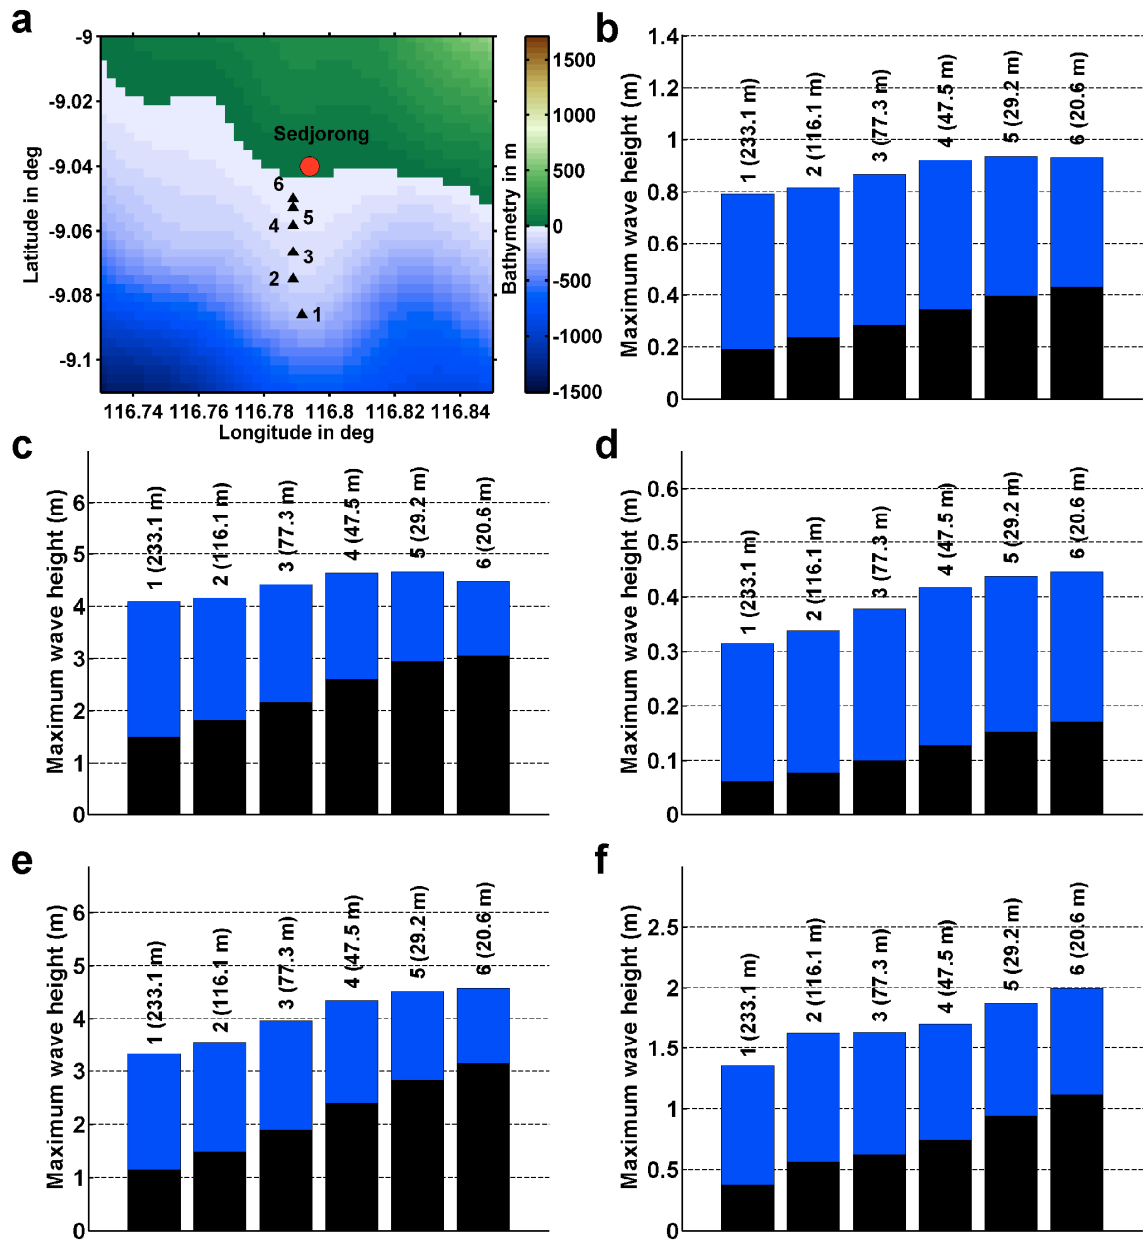 a
-9
-9.02
-9.04
-9.06
-9.08
-9.1
Latitude in deg
116.74 116.76 116.78 116.8 116.82 116.84
Longitude in deg
Sedjorong
6
5
4
3
2
1
1000
1500
500
0
-500
-1000
-1500
Bathymetry in m
b
1.4
1.2
1
0.8
0.6
0.4
0.2
0
Maximum wave height (m)
1 (233.1 m)
2 (116.1 m)
3 (77.3 m)
4 (47.5 m)
5 (29.2 m)
6 (20.6 m)
c
6
5
4
3
2
1
0
Maximum wave height (m)
1 (233.1 m)
2 (116.1 m)
3 (77.3 m)
4 (47.5 m)
5 (29.2 m)
6 (20.6 m)
d
0.6
0.5
0.4
0.3
0.2
0.1
0
Maximum wave height (m)
1 (233.1 m)
2 (116.1 m)
3 (77.3 m)
4 (47.5 m)
5 (29.2 m)
6 (20.6 m)
e
6
5
4
3
2
1
0
Maximum wave height (m)
1 (233.1 m)
2 (116.1 m)
3 (77.3 m)
4 (47.5 m)
5 (29.2 m)
6 (20.6 m)
f
2.5
2
1.5
1
0.5
0
Maximum wave height (m)
1 (233.1 m)
2 (116.1 m)
3 (77.3 m)
4 (47.5 m)
5 (29.2 m)
6 (20.6 m)